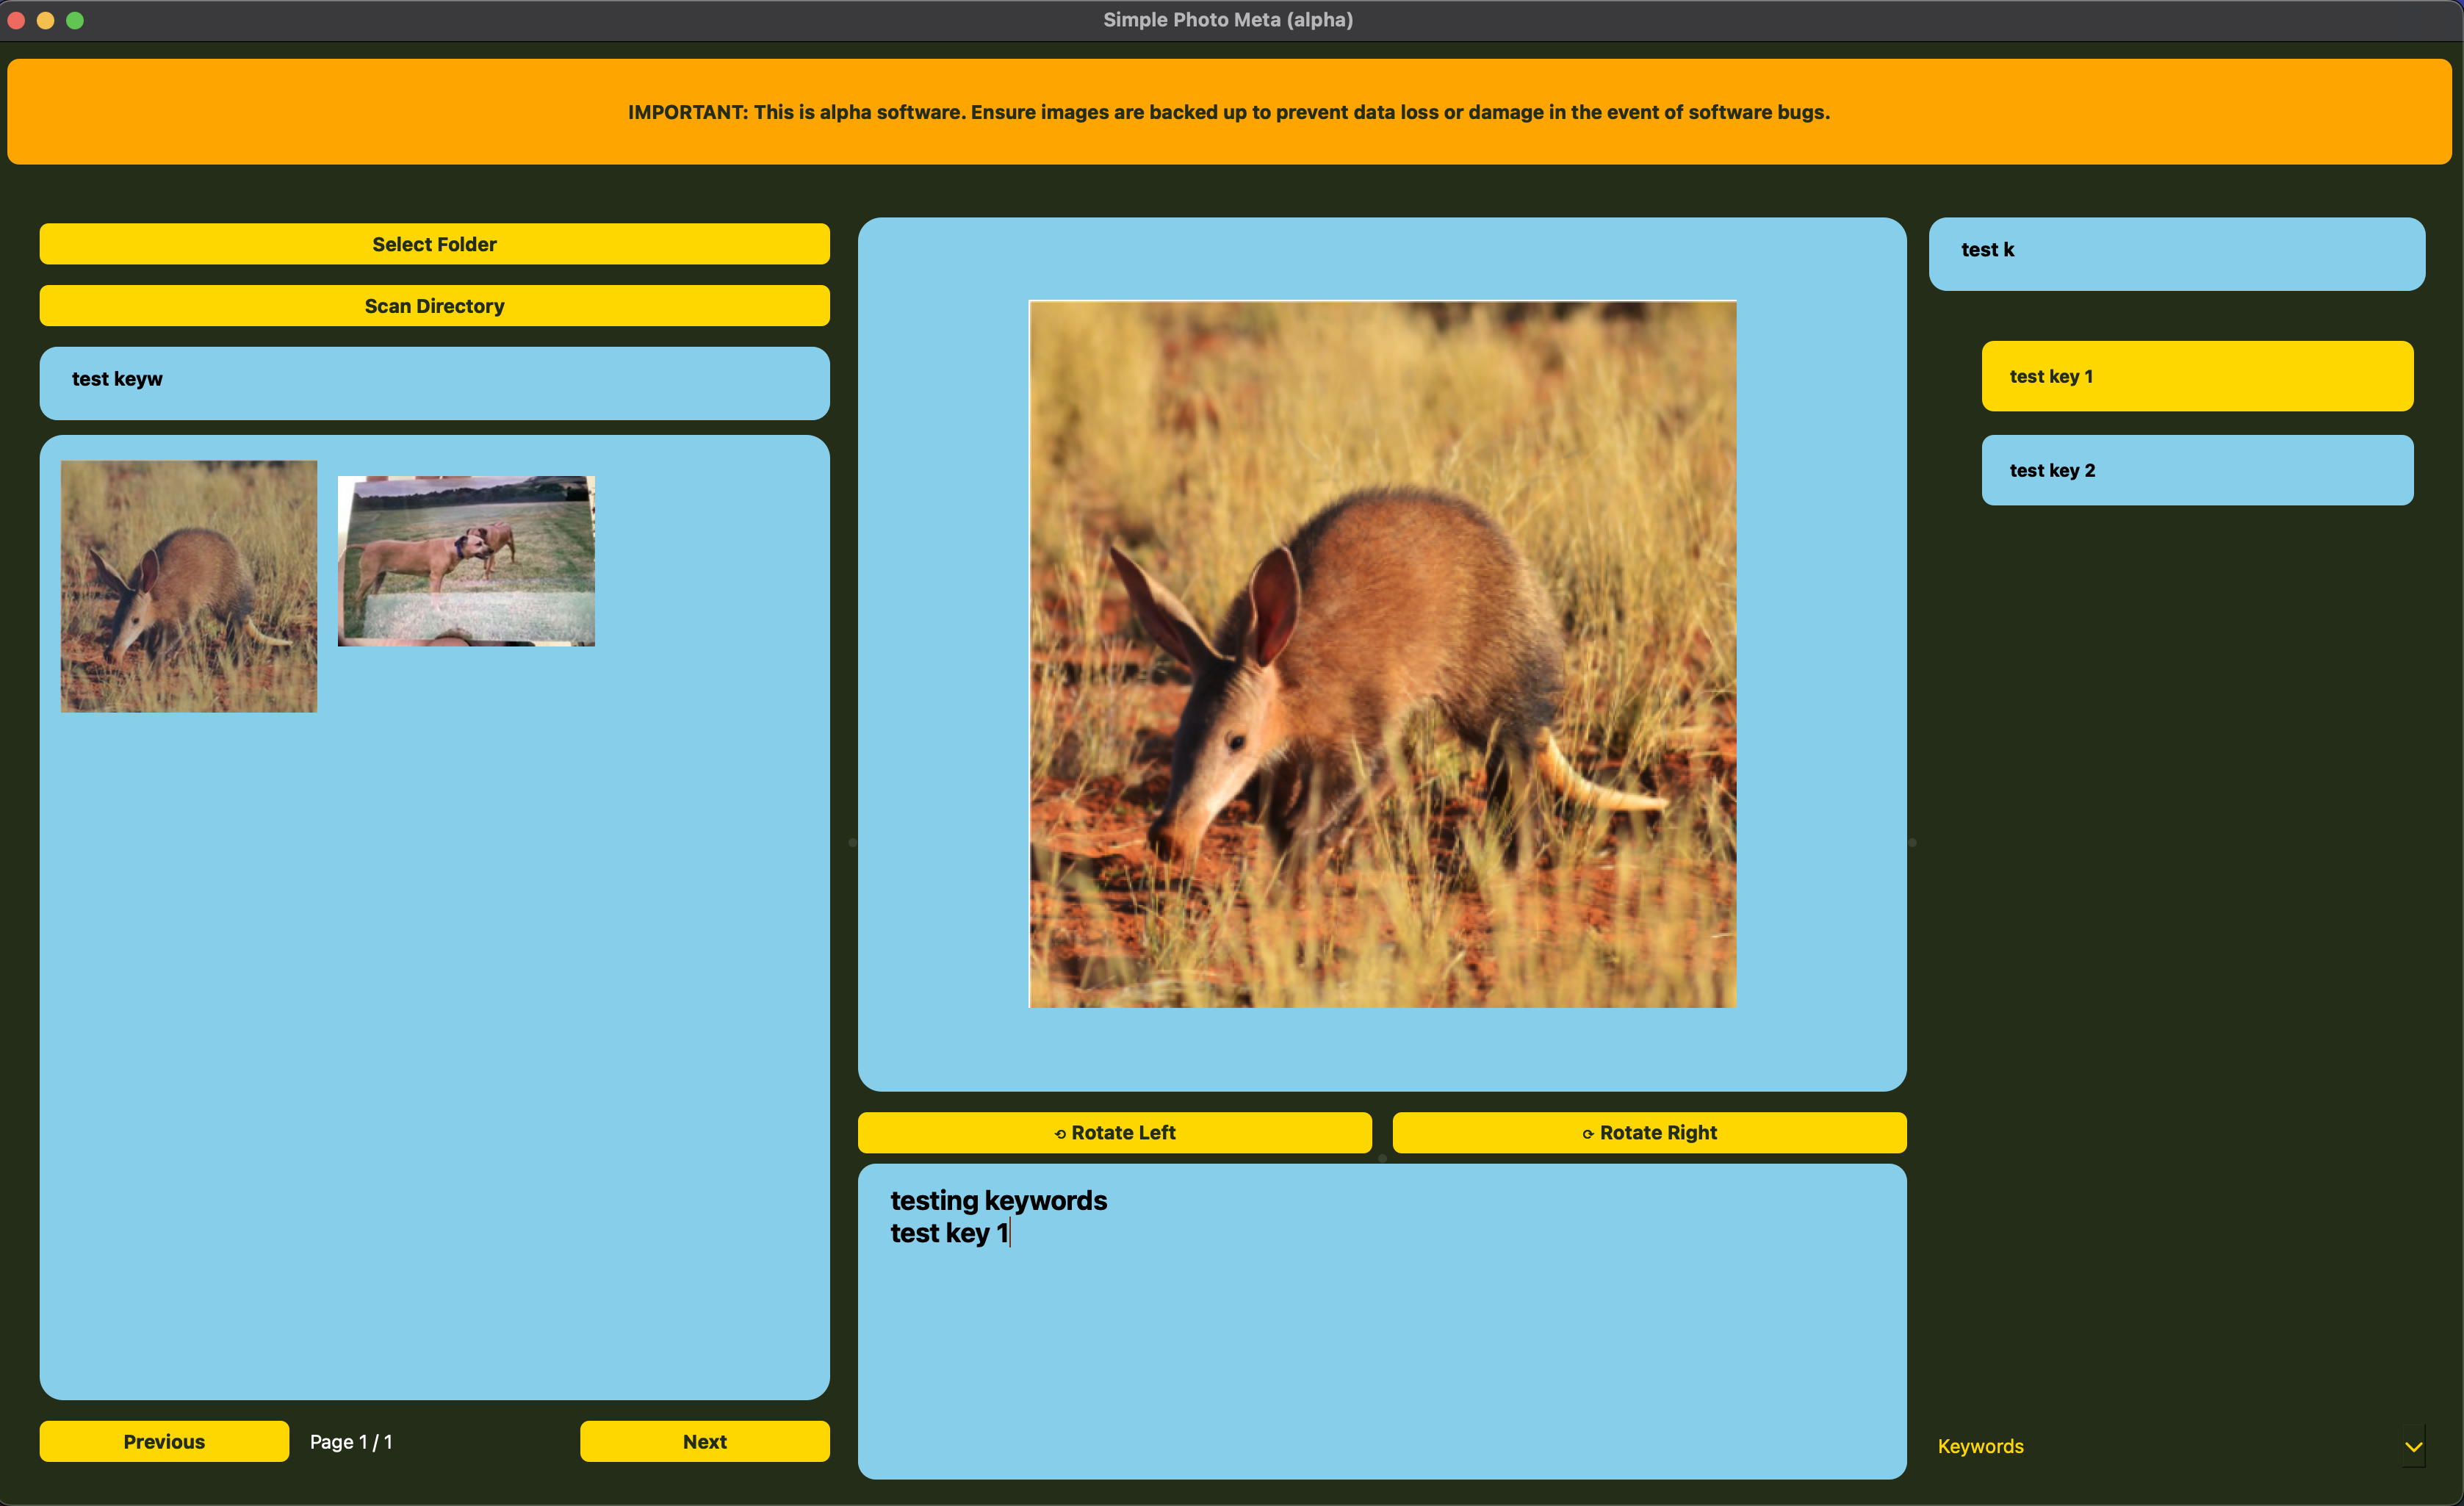 Simple Photo Meta (alpha)
IMPORTANT: This is alpha software. Ensure images are backed up to prevent data loss or damage in the event of software bugs.
Select Folder
Scan Directory
test keyw
Previous
Page 1 / 1
Next
⟲ Rotate Left
⟳ Rotate Right
testing keywords
test key 1
test k
test key 1
test key 2
Keywords